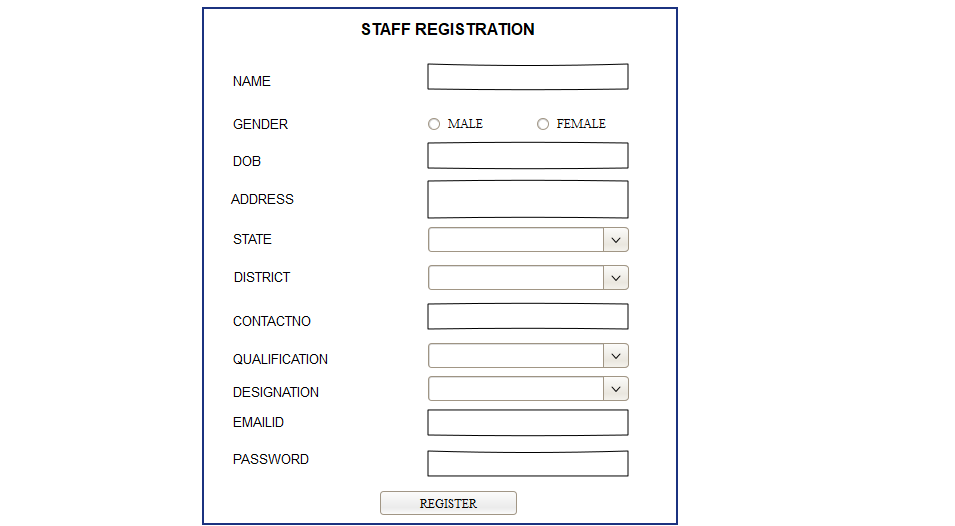 STAFF REGISTRATION
NAME
GENDER MALE FEMALE
DOB
ADDRESS
STATE
DISTRICT
CONTACTNO
QUALIFICATION
DESIGNATION
EMAILID
PASSWORD
REGISTER